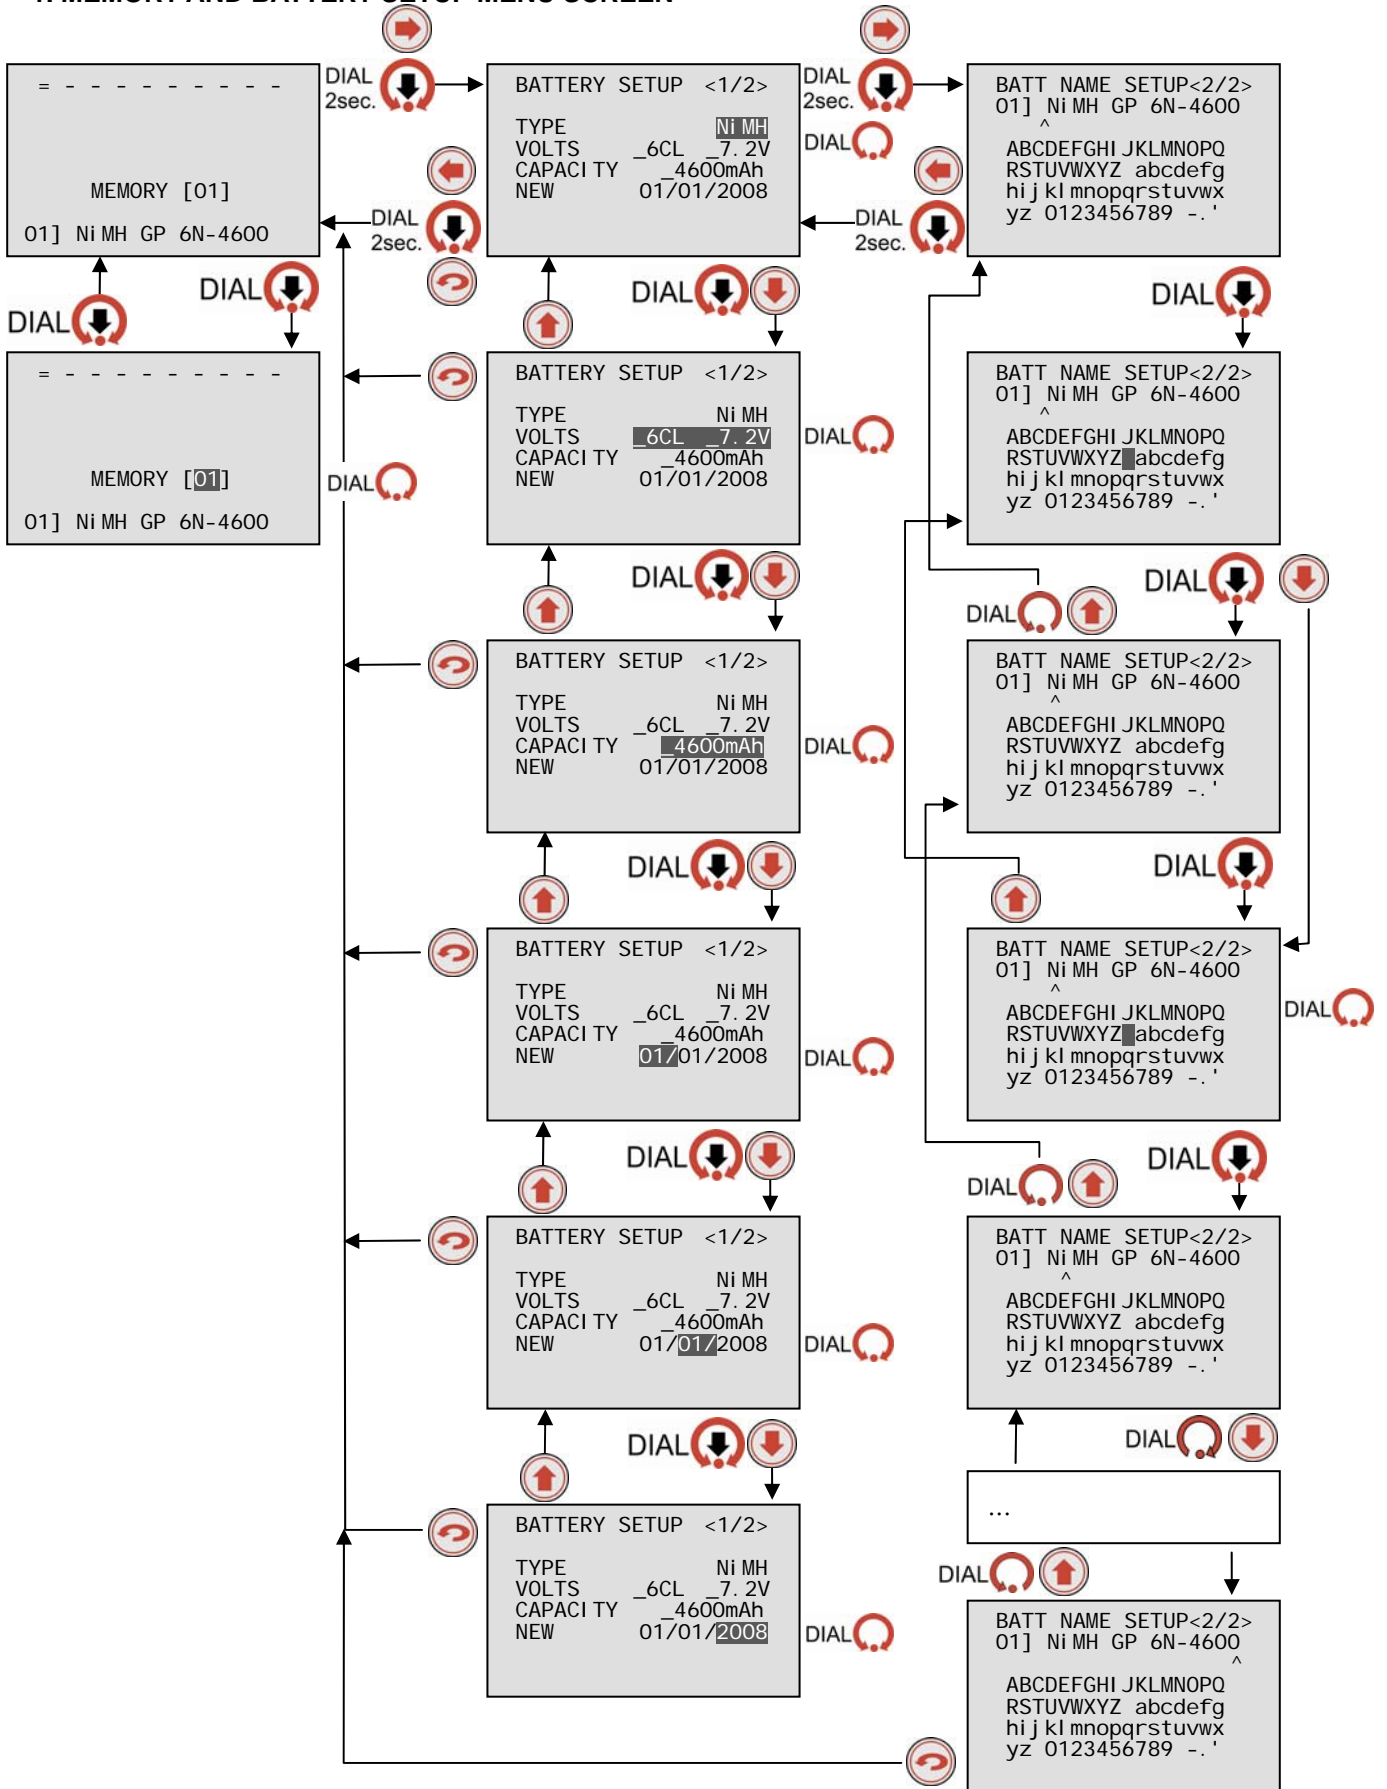 1. MEMORY AND BATTERY SETUP MENU SCREEN
= - - - - - - - - -
MEMORY [01]
01] NiMH GP 6N-4600
DIAL
2sec.
BATTERY SETUP <1/2>
TYPE NiMH
VOLTS _6CL _7.2V
CAPACITY _4600mAh
NEW 01/01/2008
DIAL
2sec.
DIAL
DIAL
2sec.
DIAL
2sec.
BATT NAME SETUP<2/2>
01] NiMH GP 6N-4600
^
ABCDEFGHIJKLMNOPQ
RSTUVWXYZ abcdefg
hijklmnopqrstuvwx
yz 0123456789 -.'
DIAL
DIAL
DIAL
DIAL
= - - - - - - - - -
MEMORY [01]
01] NiMH GP 6N-4600
DIAL
BATTERY SETUP <1/2>
TYPE NiMH
VOLTS _6CL _7.2V
CAPACITY _4600mAh
NEW 01/01/2008
DIAL
BATT NAME SETUP<2/2>
01] NiMH GP 6N-4600
^
ABCDEFGHIJKLMNOPQ
RSTUVWXYZ abcdefg
hijklmnopqrstuvwx
yz 0123456789 -.'
DIAL
DIAL
DIAL
BATTERY SETUP <1/2>
TYPE NiMH
VOLTS _6CL _7.2V
CAPACITY _4600mAh
NEW 01/01/2008
DIAL
BATT NAME SETUP<2/2>
01] NiMH GP 6N-4600
^
ABCDEFGHIJKLMNOPQ
RSTUVWXYZ abcdefg
hijklmnopqrstuvwx
yz 0123456789 -.'
DIAL
DIAL
BATTERY SETUP <1/2>
TYPE NiMH
VOLTS _6CL _7.2V
CAPACITY _4600mAh
NEW 01/01/2008
DIAL
BATT NAME SETUP<2/2>
01] NiMH GP 6N-4600
^
ABCDEFGHIJKLMNOPQ
RSTUVWXYZ abcdefg
hijklmnopqrstuvwx
yz 0123456789 -.'
DIAL
DIAL
DIAL
DIAL
BATTERY SETUP <1/2>
TYPE NiMH
VOLTS _6CL _7.2V
CAPACITY _4600mAh
NEW 01/01/2008
DIAL
BATT NAME SETUP<2/2>
01] NiMH GP 6N-4600
^
ABCDEFGHIJKLMNOPQ
RSTUVWXYZ abcdefg
hijklmnopqrstuvwx
yz 0123456789 -.'
DIAL
DIAL
...
DIAL
BATTERY SETUP <1/2>
TYPE NiMH
VOLTS _6CL _7.2V
CAPACITY _4600mAh
NEW 01/01/2008
DIAL
BATT NAME SETUP<2/2>
01] NiMH GP 6N-4600
^
ABCDEFGHIJKLMNOPQ
RSTUVWXYZ abcdefg
hijklmnopqrstuvwx
yz 0123456789 -.'